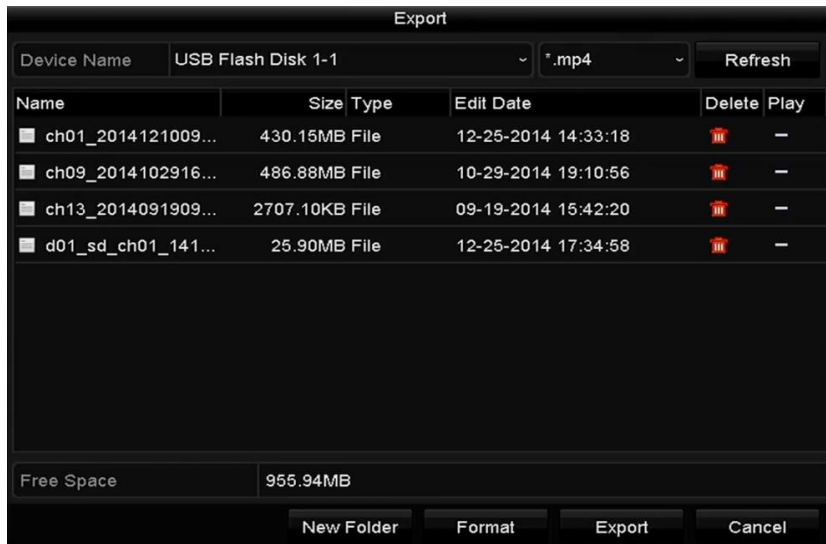 Export
Device Name USB Flash Disk 1-1 *.mp4 Refresh
Name Size Type Edit Date Delete Play
ch01_2014121009... 430.15MB File 12-25-2014 14:33:18 –
ch09_2014102916... 486.88MB File 10-29-2014 19:10:56 –
ch13_2014091909... 2707.10KB File 09-19-2014 15:42:20 –
d01_sd_ch01_141... 25.90MB File 12-25-2014 17:34:58 –
Free Space 955.94MB
New Folder Format Export Cancel